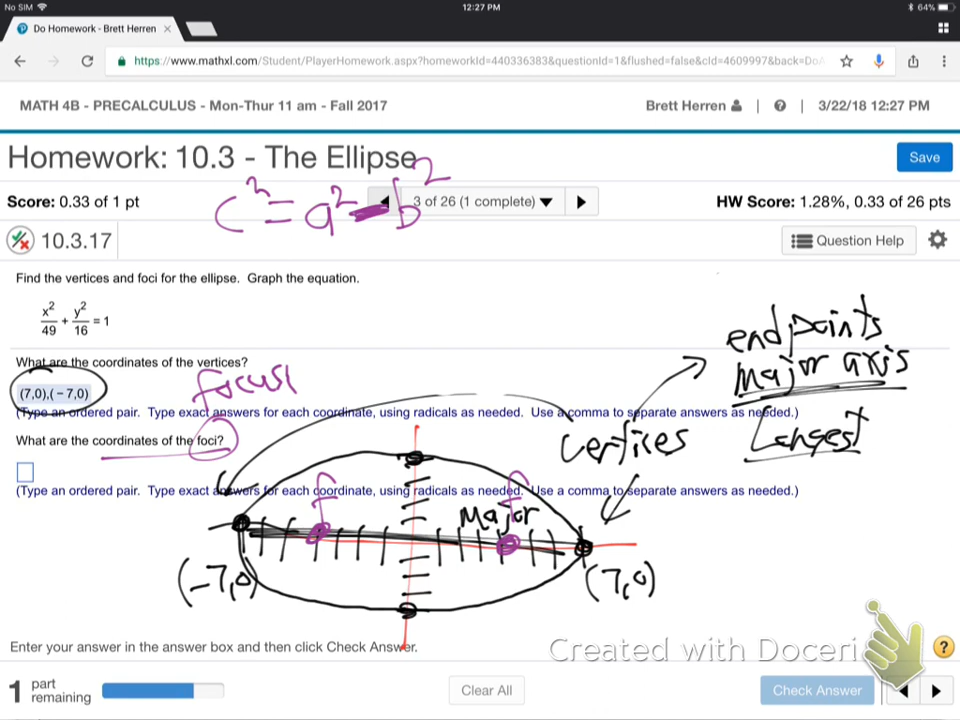 No SIM 12:27 PM 64%
Do Homework - Brett Herren ×
https://www.mathxl.com/Student/PlayerHomework.aspx?homeworkId=440336383&questionId=1&flushed=false&cId=4609997&back=Do
MATH 4B - PRECALCULUS - Mon-Thur 11 am - Fall 2017 Brett Herren | ? | 3/22/18 12:27 PM
Homework: 10.3 - The Ellipse Save
c² = a² - b²
Score: 0.33 of 1 pt 3 of 26 (1 complete) HW Score: 1.28%, 0.33 of 26 pts
10.3.17 Question Help
Find the vertices and foci for the ellipse. Graph the equation.
x²/49 + y²/16 = 1
endpoints
major axis
Largest
What are the coordinates of the vertices?
(7,0),(−7,0)
focus
(Type an ordered pair. Type exact answers for each coordinate, using radicals as needed. Use a comma to separate answers as needed.)
What are the coordinates of the foci?
vertices
(Type an ordered pair. Type exact answers for each coordinate, using radicals as needed. Use a comma to separate answers as needed.)
f f
Major
(-7,0) (7,0)
Enter your answer in the answer box and then click Check Answer.
Created with Doceri
?
1 part remaining Clear All Check Answer